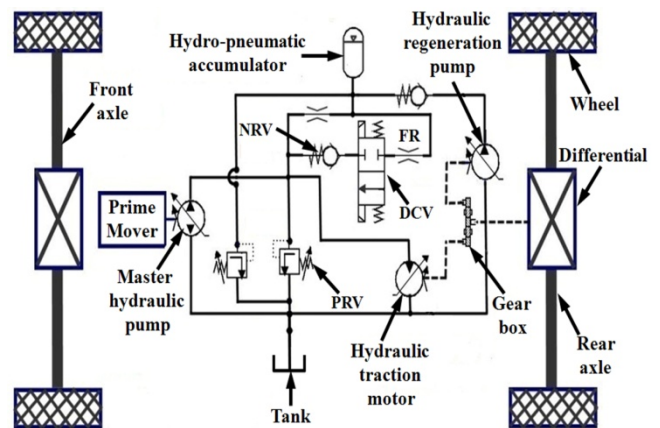 Hydro-pneumatic
accumulator
Hydraulic
regeneration
pump
Front
axle
Wheel
NRV
FR
Differential
DCV
Prime
Mover
Master
hydraulic
pump
PRV
Gear
box
Hydraulic
traction
motor
Rear
axle
Tank